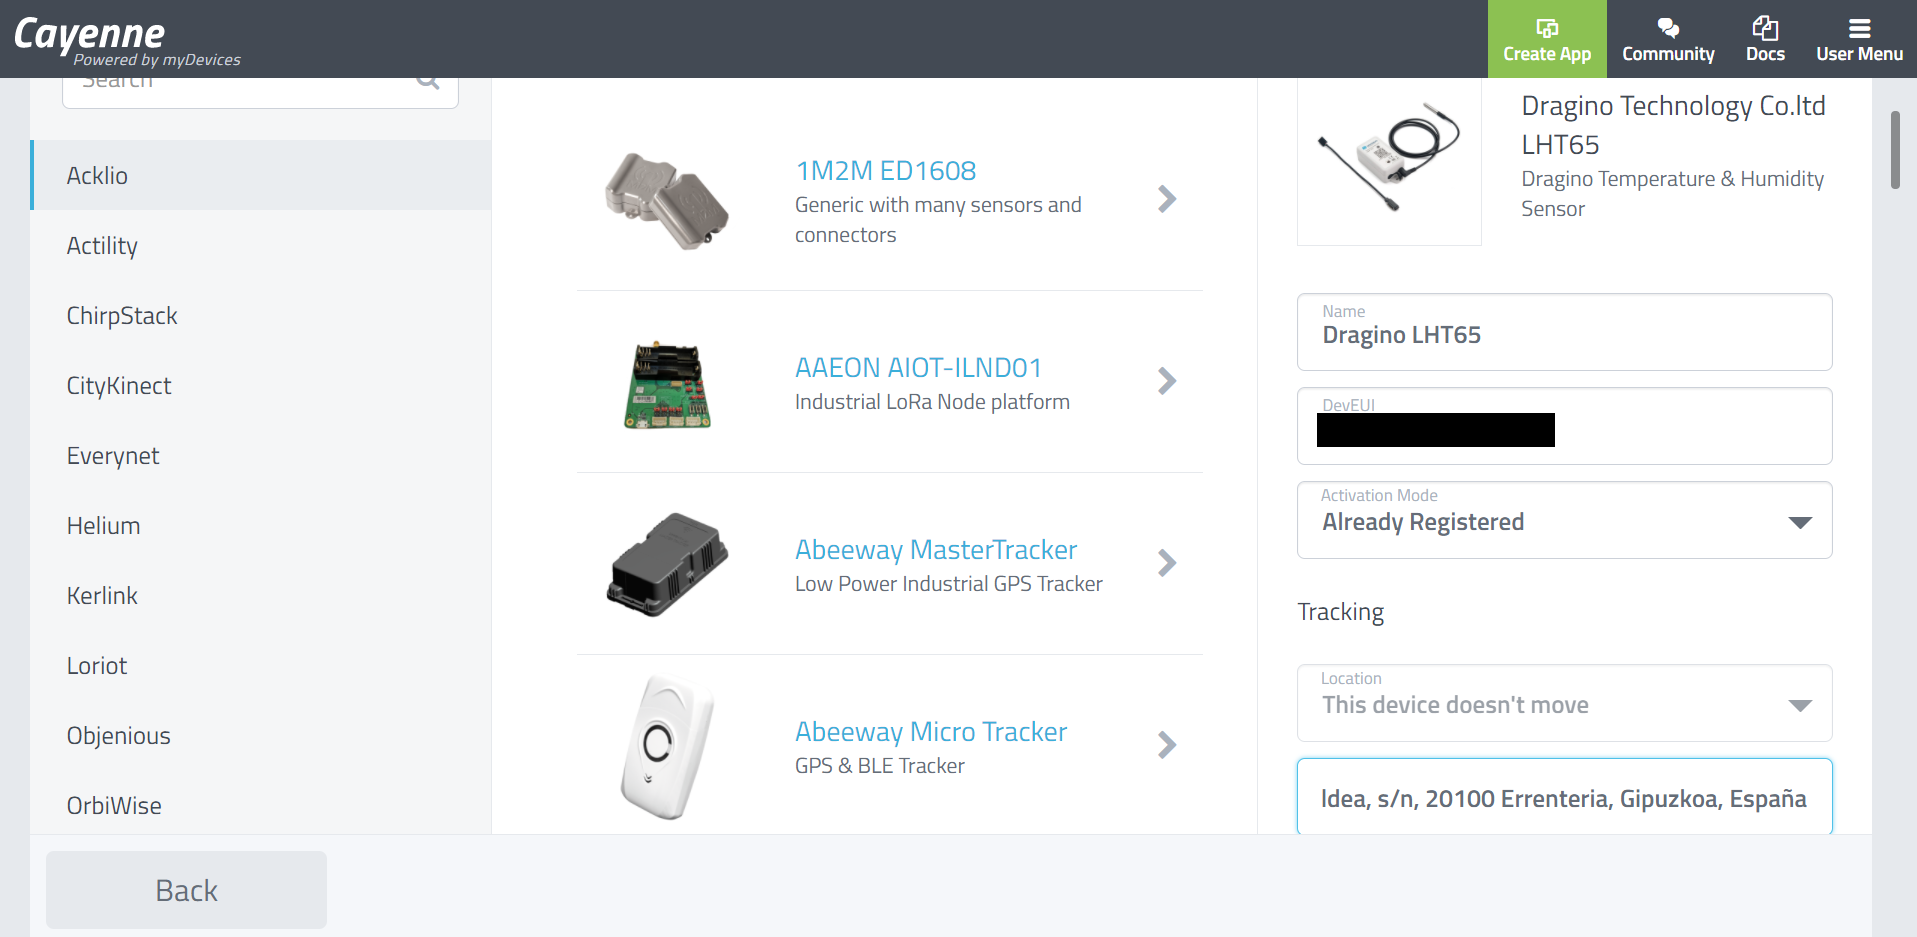 Cayenne
Powered by myDevices
Create App
Community
Docs
User Menu
Search
Acklio
Actility
ChirpStack
CityKinect
Everynet
Helium
Kerlink
Loriot
Objenious
OrbiWise
1M2M ED1608
Generic with many sensors and
connectors
AAEON AIOT-ILND01
Industrial LoRa Node platform
Abeeway MasterTracker
Low Power Industrial GPS Tracker
Abeeway Micro Tracker
GPS & BLE Tracker
Dragino Technology Co.ltd
LHT65
Dragino Temperature & Humidity
Sensor
Name
Dragino LHT65
DevEUI
Activation Mode
Already Registered
Tracking
Location
This device doesn't move
ldea, s/n, 20100 Errenteria, Gipuzkoa, España
Back